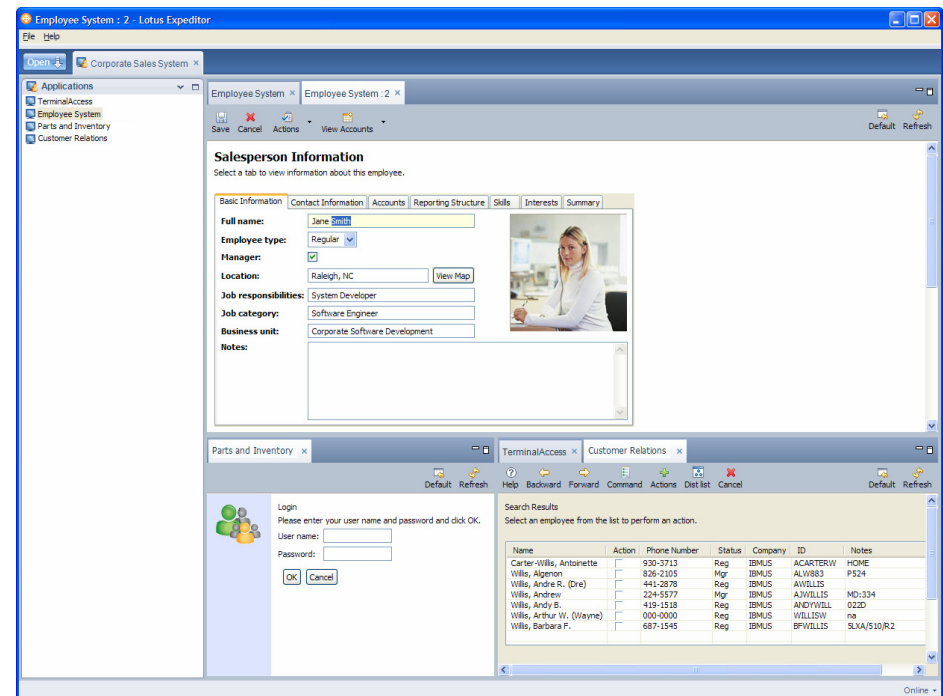 Employee System : 2 - Lotus Expeditor
File Help
Open Corporate Sales System
Applications
TerminalAccess
Employee System
Parts and Inventory
Customer Relations
Employee System Employee System :2
Save Cancel Actions View Accounts Default Refresh
Salesperson Information
Select a tab to view information about this employee.
Basic Information Contact Information Accounts Reporting Structure Skills Interests Summary
Full name: Jane Smith
Employee type: Regular
Manager:
Location: Raleigh, NC View Map
Job responsibilities: System Developer
Job category: Software Engineer
Business unit: Corporate Software Development
Notes:
Parts and Inventory
Default Refresh
Login
Please enter your user name and password and click OK.
User name:
Password:
OK Cancel
TerminalAccess Customer Relations
Help Backward Forward Command Actions Dist list Cancel Default Refresh
Search Results
Select an employee from the list to perform an action.
Name Action Phone Number Status Company ID Notes
Carter-Willis, Antoinette 930-3713 Reg IBMUS ACARTERW HOME
Willis, Algenon 826-2105 Mgr IBMUS ALW883 P524
Willis, Andre R. (Dre) 441-2878 Reg IBMUS AWILLIS
Willis, Andrew 224-5577 Mgr IBMUS AJWILLIS MD:334
Willis, Andy B. 419-1518 Reg IBMUS ANDYWILL 022D
Willis, Arthur W. (Wayne) 000-0000 Reg IBMUS WILLISW na
Willis, Barbara F. 687-1545 Reg IBMUS BFWILLIS 5LXA/510/R2
Online